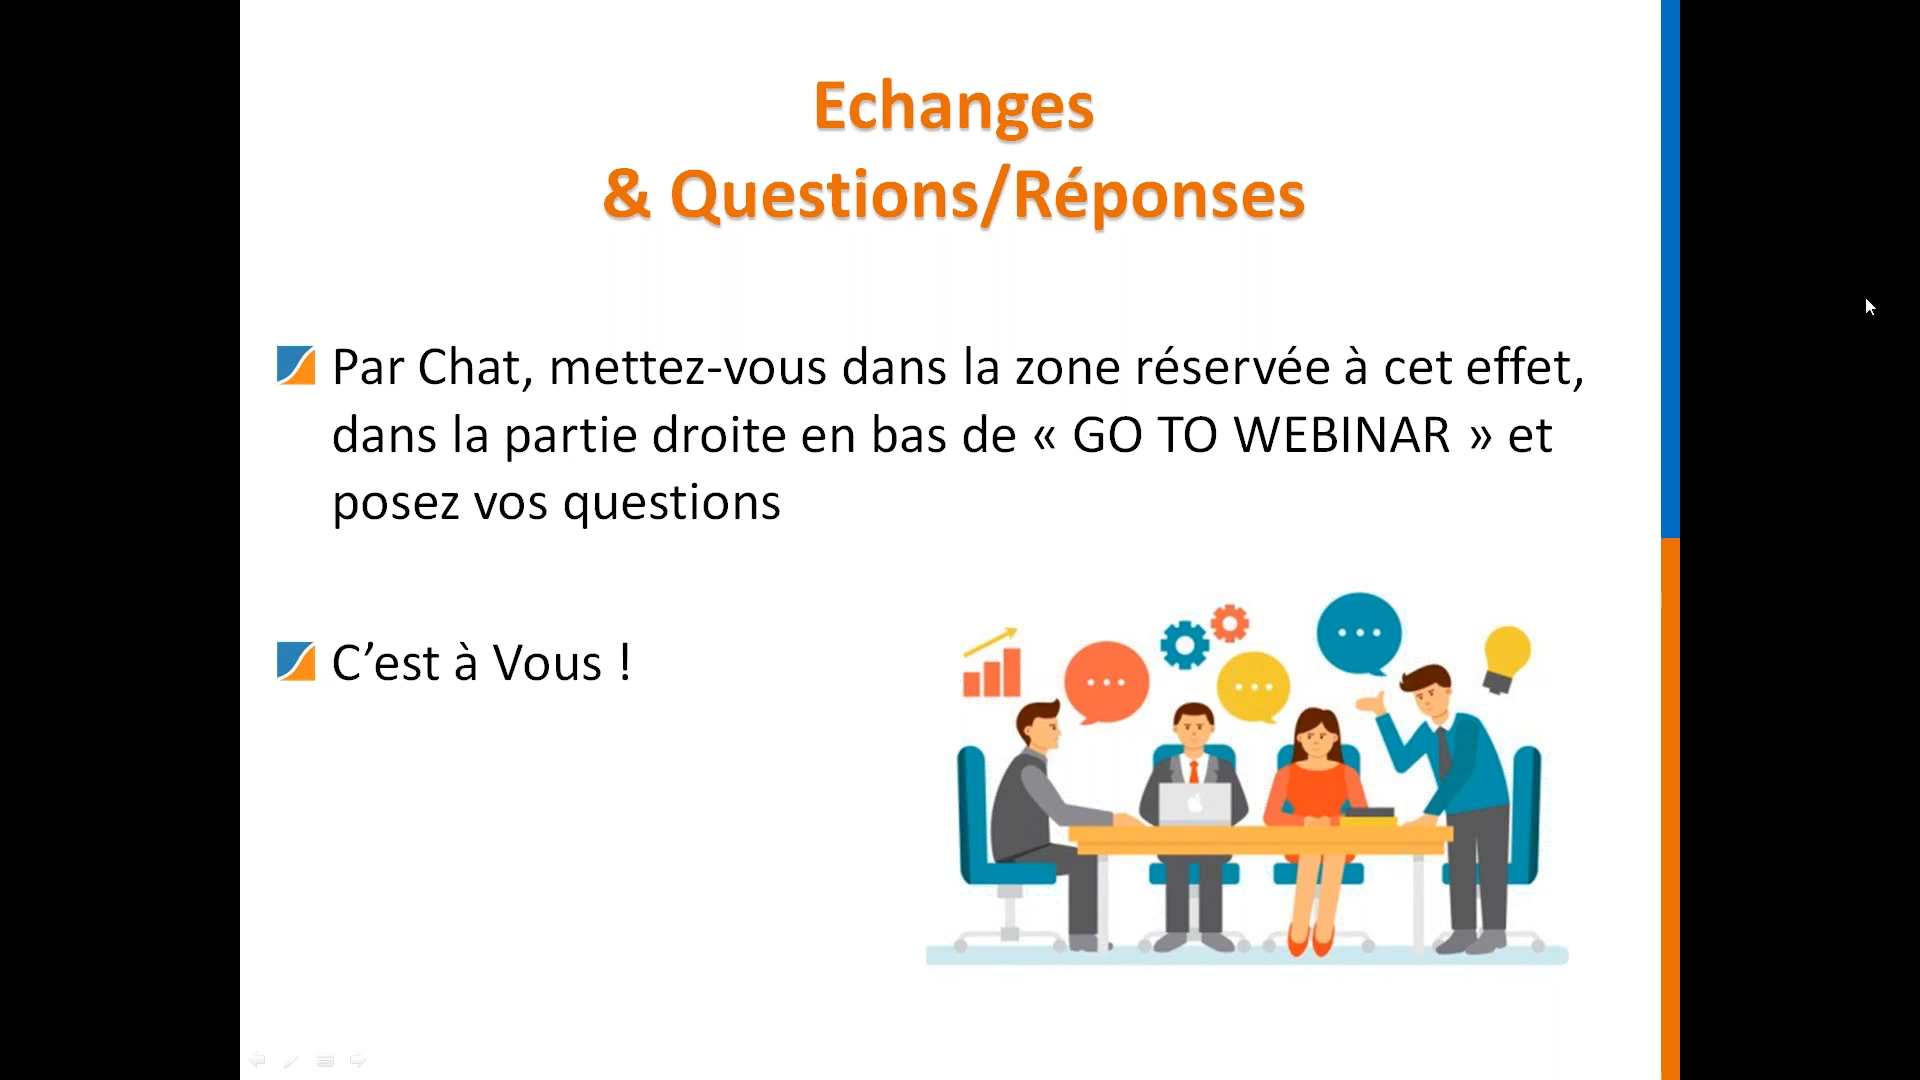 Echanges
& Questions/Réponses
Par Chat, mettez-vous dans la zone réservée à cet effet,
dans la partie droite en bas de « GO TO WEBINAR » et
posez vos questions
C’est à Vous !